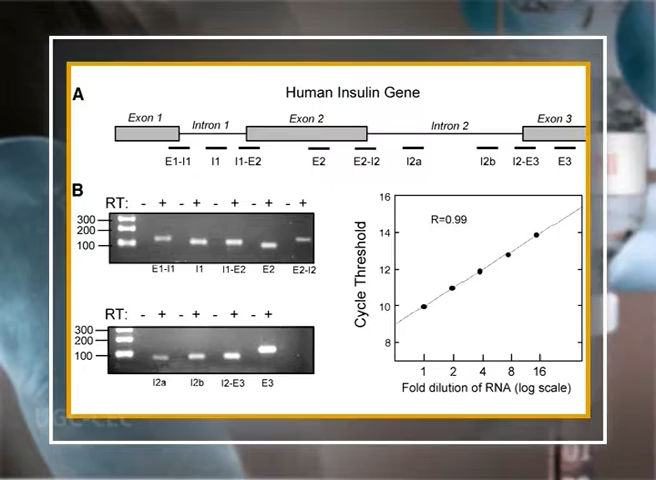 A
Human Insulin Gene
Exon 1 Intron 1 Exon 2 Intron 2 Exon 3
E1-I1 I1 I1-E2 E2 E2-I2 I2a I2b I2-E3 E3
B
RT: - + - + - + - + - +
300
200
100
E1-I1 I1 I1-E2 E2 E2-I2
RT: - + - + - + - +
300
200
100
I2a I2b I2-E3 E3
16
14
12
10
8
R=0.99
Cycle Threshold
1 2 4 8 16
Fold dilution of RNA (log scale)
UGC-CEC